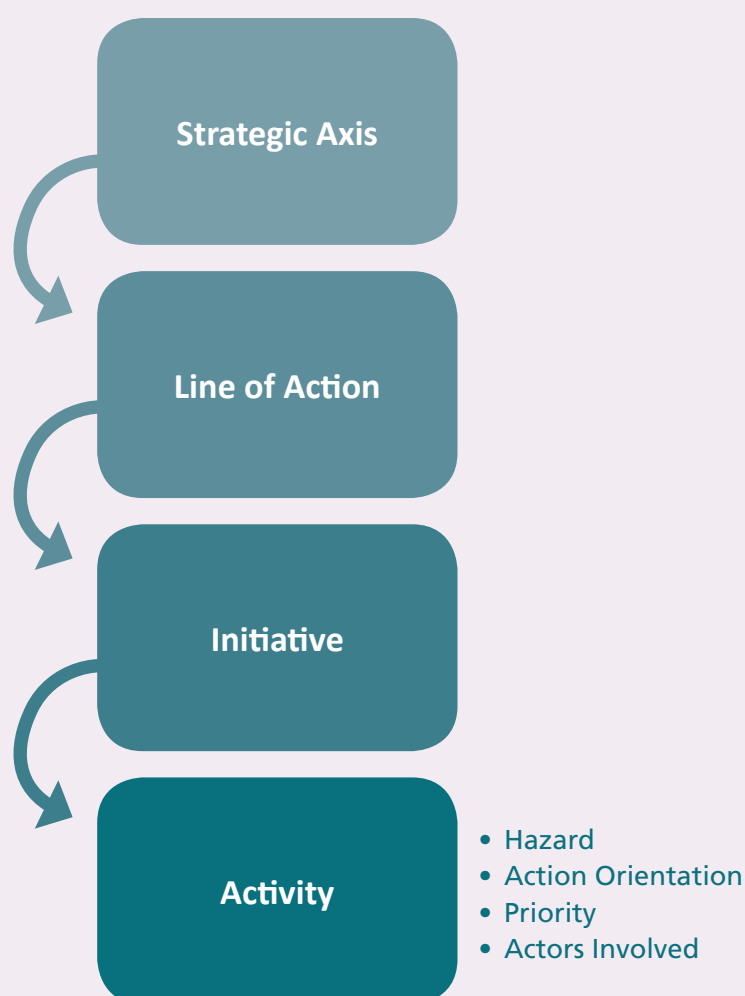 Strategic Axis
Line of Action
Initiative
Activity
• Hazard
• Action Orientation
• Priority
• Actors Involved